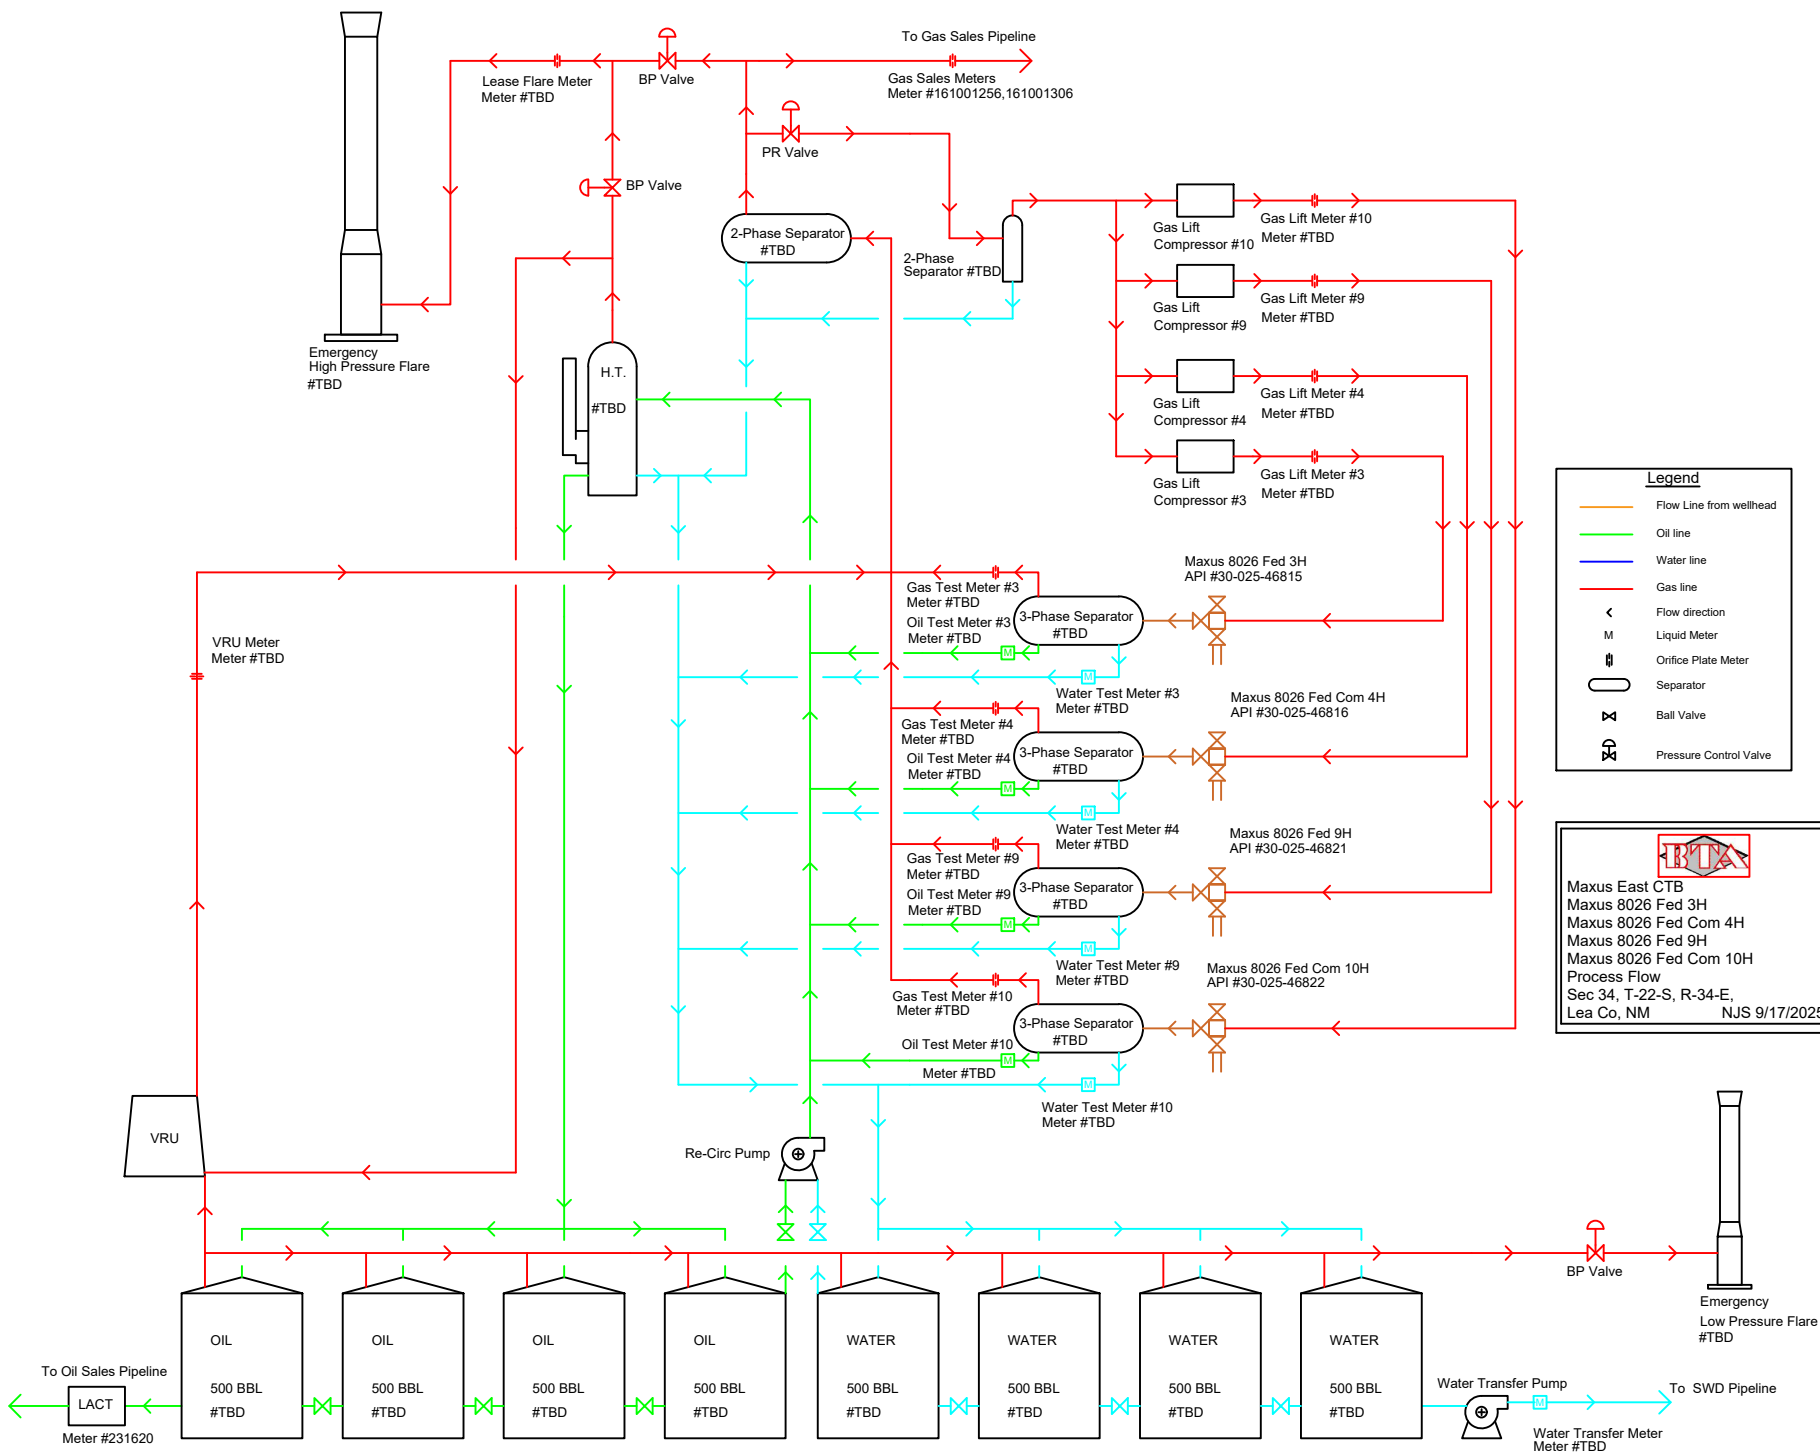 To Gas Sales Pipeline
Lease Flare Meter
Meter #TBD
BP Valve
Gas Sales Meters
Meter #161001256,161001306
PR Valve
BP Valve
2-Phase Separator
#TBD
2-Phase
Separator #TBD
Gas Lift
Compressor #10
Gas Lift Meter #10
Meter #TBD
Gas Lift
Compressor #9
Gas Lift Meter #9
Meter #TBD
Emergency
High Pressure Flare
#TBD
H.T.
#TBD
Gas Lift
Compressor #4
Gas Lift Meter #4
Meter #TBD
Gas Lift
Compressor #3
Gas Lift Meter #3
Meter #TBD
Legend
Flow Line from wellhead
Oil line
Water line
Gas line
Flow direction
M
Liquid Meter
Orifice Plate Meter
Separator
Ball Valve
Pressure Control Valve
Maxus 8026 Fed 3H
API #30-025-46815
Gas Test Meter #3
Meter #TBD
Oil Test Meter #3
Meter #TBD
3-Phase Separator
#TBD
M
M
Water Test Meter #3
Meter #TBD
VRU Meter
Meter #TBD
Maxus 8026 Fed Com 4H
API #30-025-46816
Gas Test Meter #4
Meter #TBD
Oil Test Meter #4
Meter #TBD
3-Phase Separator
#TBD
M
M
Water Test Meter #4
Meter #TBD
Maxus 8026 Fed 9H
API #30-025-46821
Gas Test Meter #9
Meter #TBD
Oil Test Meter #9
Meter #TBD
3-Phase Separator
#TBD
M
M
Water Test Meter #9
Meter #TBD
Maxus 8026 Fed Com 10H
API #30-025-46822
Gas Test Meter #10
Meter #TBD
Oil Test Meter #10
Meter #TBD
3-Phase Separator
#TBD
M
M
Water Test Meter #10
Meter #TBD
BTA
Maxus East CTB
Maxus 8026 Fed 3H
Maxus 8026 Fed Com 4H
Maxus 8026 Fed 9H
Maxus 8026 Fed Com 10H
Process Flow
Sec 34, T-22-S, R-34-E,
Lea Co, NM NJS 9/17/2025
VRU
Re-Circ Pump
BP Valve
Emergency
Low Pressure Flare
#TBD
OIL
500 BBL
#TBD
OIL
500 BBL
#TBD
OIL
500 BBL
#TBD
OIL
500 BBL
#TBD
WATER
500 BBL
#TBD
WATER
500 BBL
#TBD
WATER
500 BBL
#TBD
WATER
500 BBL
#TBD
To Oil Sales Pipeline
LACT
Meter #231620
Water Transfer Pump
M
To SWD Pipeline
Water Transfer Meter
Meter #TBD